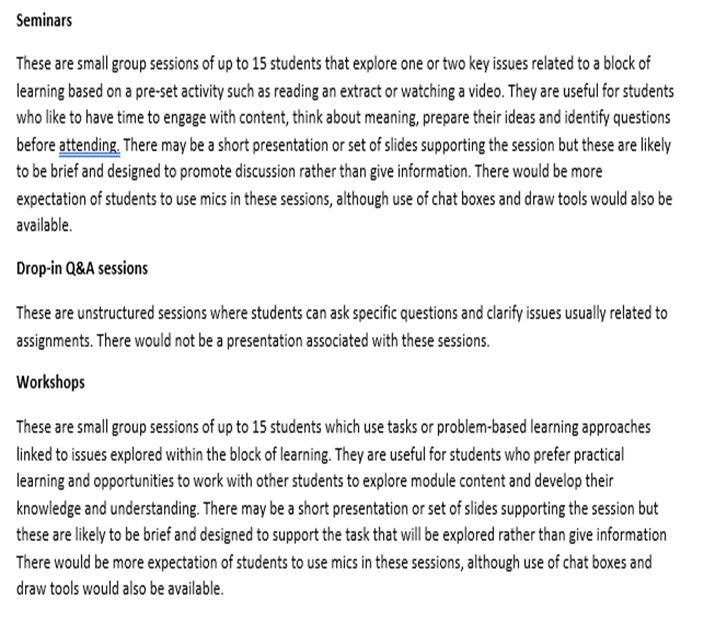 Seminars
These are small group sessions of up to 15 students that explore one or two key issues related to a block of
learning based on a pre-set activity such as reading an extract or watching a video. They are useful for students
who like to have time to engage with content, think about meaning, prepare their ideas and identify questions
before attending. There may be a short presentation or set of slides supporting the session but these are likely
to be brief and designed to promote discussion rather than give information. There would be more
expectation of students to use mics in these sessions, although use of chat boxes and draw tools would also be
available.
Drop-in Q&A sessions
These are unstructured sessions where students can ask specific questions and clarify issues usually related to
assignments. There would not be a presentation associated with these sessions.
Workshops
These are small group sessions of up to 15 students which use tasks or problem-based learning approaches
linked to issues explored within the block of learning. They are useful for students who prefer practical
learning and opportunities to work with other students to explore module content and develop their
knowledge and understanding. There may be a short presentation or set of slides supporting the session but
these are likely to be brief and designed to support the task that will be explored rather than give information
There would be more expectation of students to use mics in these sessions, although use of chat boxes and
draw tools would also be available.